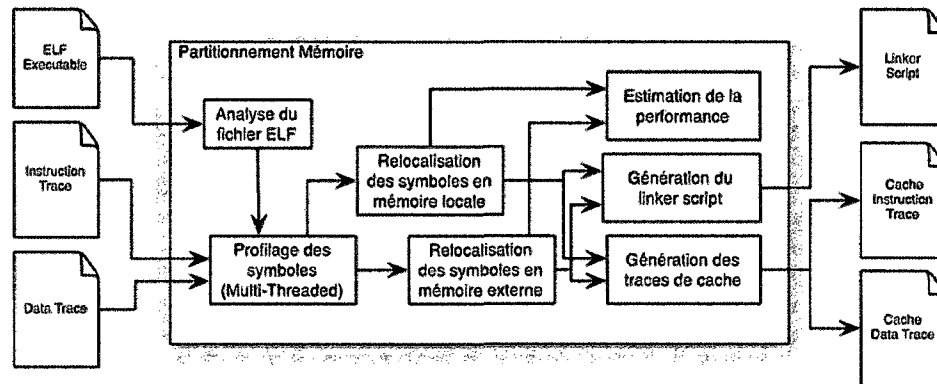 ELF
Executable
Instruction
Trace
Data Trace
Partitionnement Mémoire
Analyse du
fichier ELF
Profilage des
symboles
(Multi-Threaded)
Relocalisation
des symboles en
mémoire locale
Relocalisation
des symboles en
mémoire externe
Estimation de la
performance
Génération du
linker script
Génération des
traces de cache
Linker
Script
Cache
Instruction
Trace
Cache
Data Trace